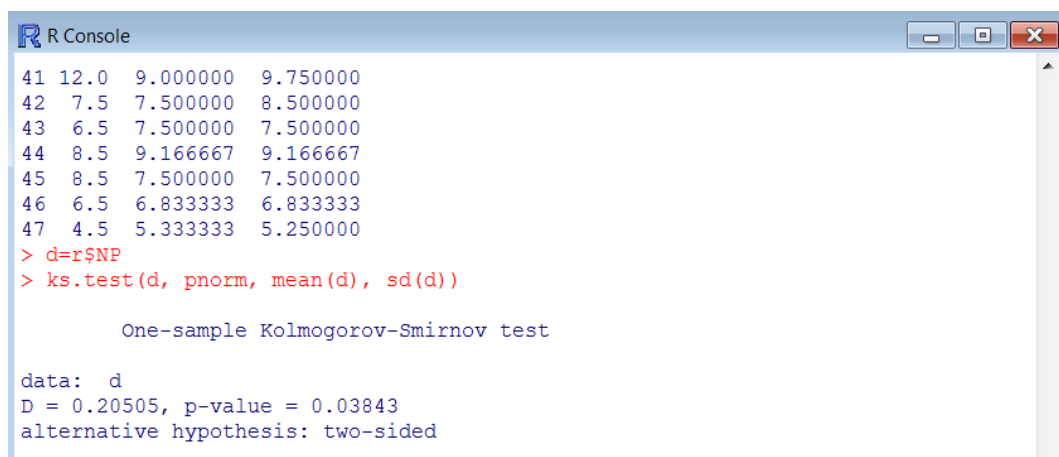 R Console
41 12.0 9.000000 9.750000
42 7.5 7.500000 8.500000
43 6.5 7.500000 7.500000
44 8.5 9.166667 9.166667
45 8.5 7.500000 7.500000
46 6.5 6.833333 6.833333
47 4.5 5.333333 5.250000
> d=r$NP
> ks.test(d, pnorm, mean(d), sd(d))
One-sample Kolmogorov-Smirnov test
data: d
D = 0.20505, p-value = 0.03843
alternative hypothesis: two-sided